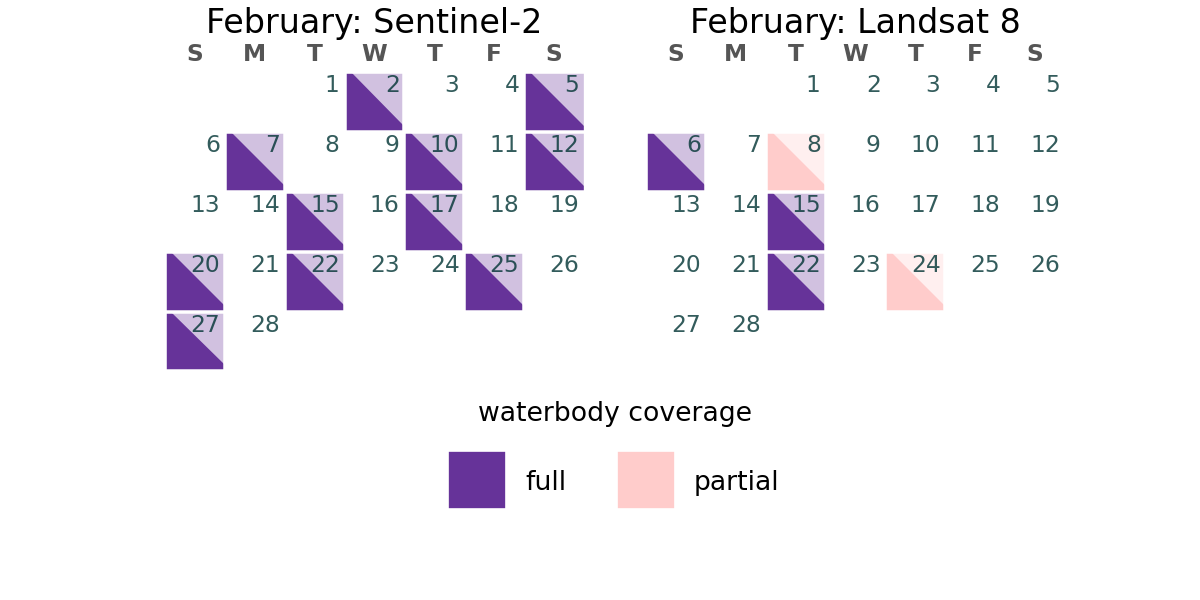 February: Sentinel-2
S M T W T F S
1 2 3 4 5
6 7 8 9 10 11 12
13 14 15 16 17 18 19
20 21 22 23 24 25 26
27 28
February: Landsat 8
S M T W T F S
1 2 3 4 5
6 7 8 9 10 11 12
13 14 15 16 17 18 19
20 21 22 23 24 25 26
27 28
waterbody coverage
full partial